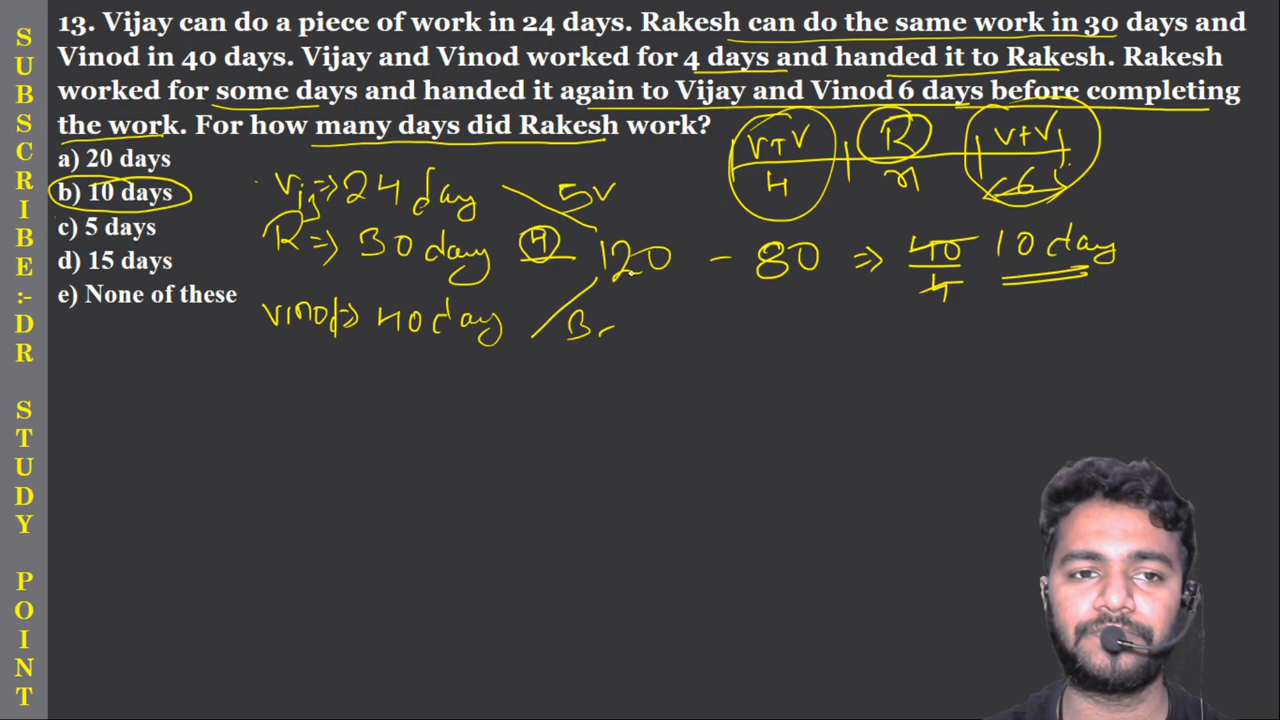 13. Vijay can do a piece of work in 24 days. Rakesh can do the same work in 30 days and
Vinod in 40 days. Vijay and Vinod worked for 4 days and handed it to Rakesh. Rakesh
worked for some days and handed it again to Vijay and Vinod 6 days before completing
the work. For how many days did Rakesh work?
a) 20 days
b) 10 days
c) 5 days
d) 15 days
e) None of these
V+V R V+V
4 6
Vij => 24 day 5
R => 30 day 4 120 - 80 => 40/4 10 day
Vinod => 40 day 3
SUBSCRIBE:-DR STUDY POINT